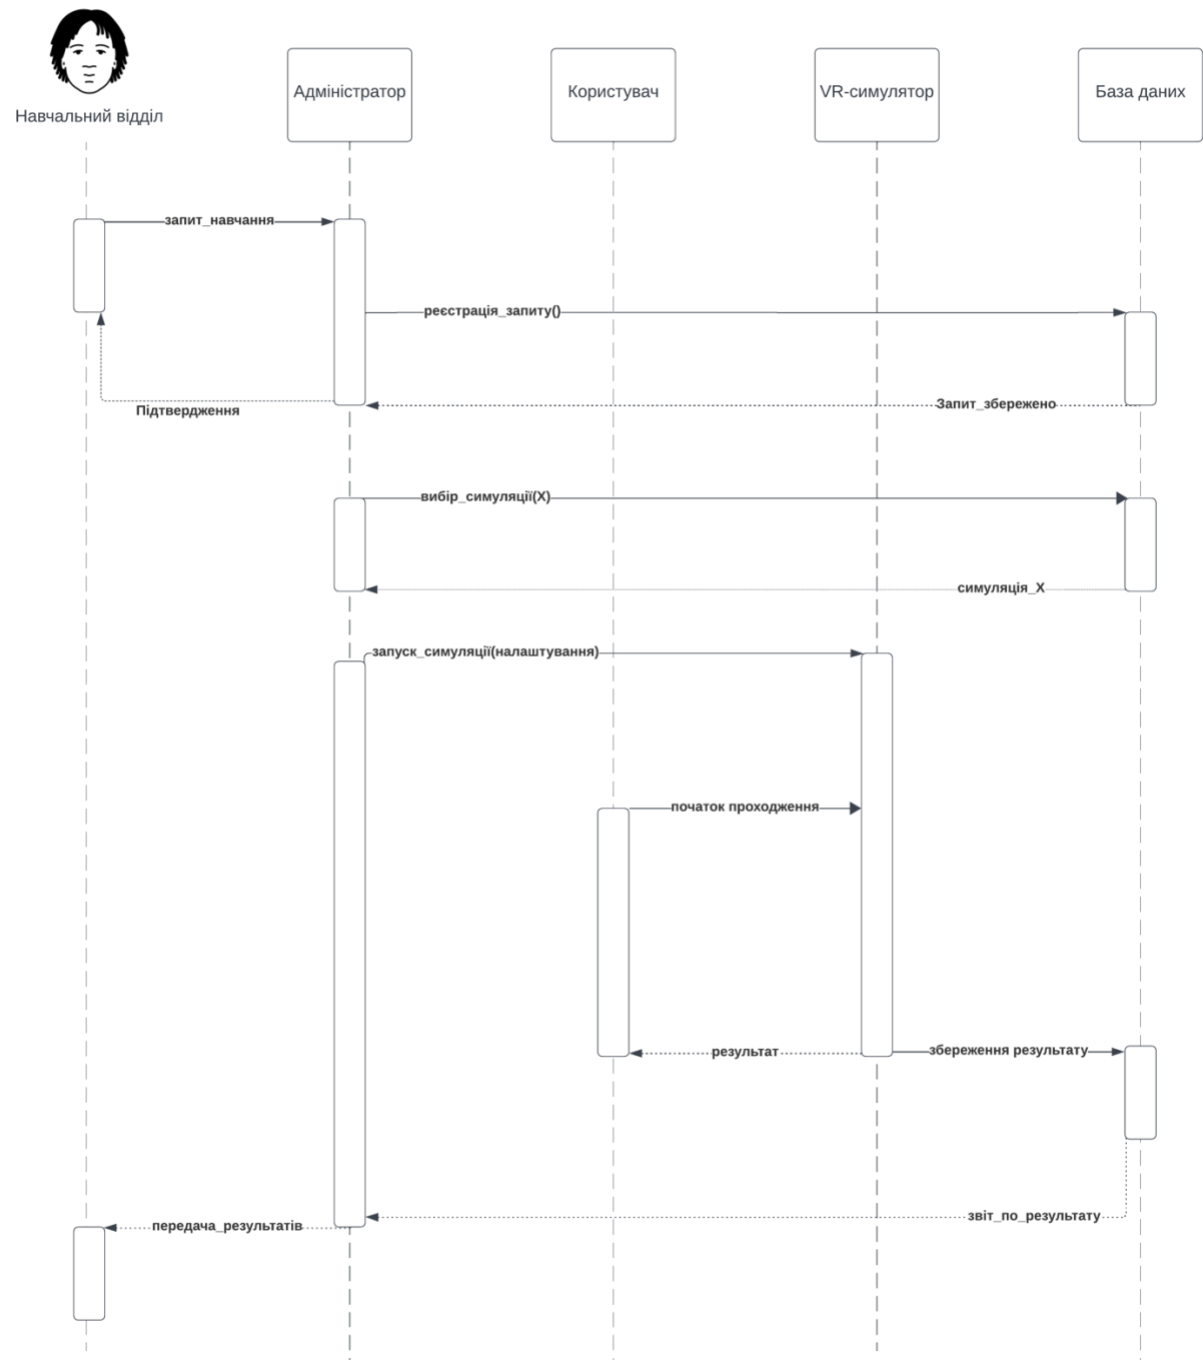 Навчальний відділ
Адміністратор
Користувач
VR-симулятор
База даних
запит_навчання
реєстрація_запиту()
Запит_збережено
Підтвердження
вибір_симуляції(X)
симуляція_X
запуск_симуляції(налаштування)
початок проходження
результат
збереження результату
звіт_по_результату
передача_результатів